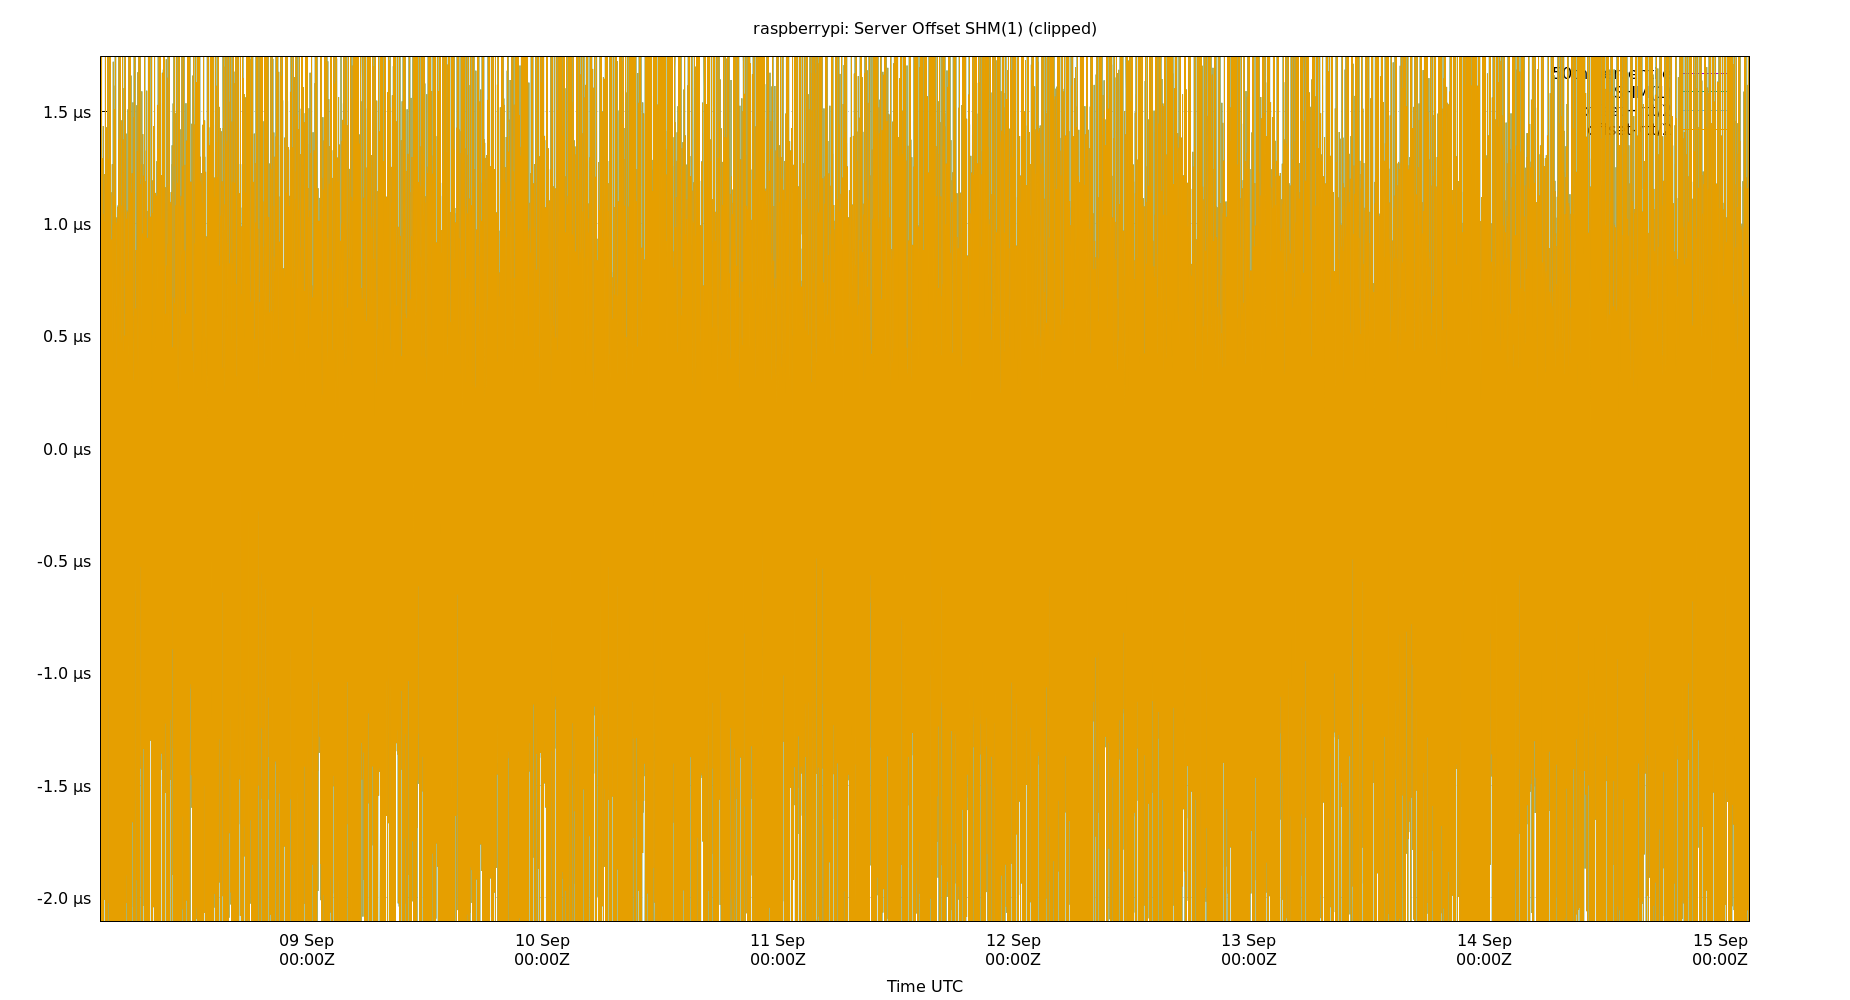 raspberrypi: Server Offset SHM(1) (clipped)
1.5 µs
1.0 µs
0.5 µs
0.0 µs
-0.5 µs
-1.0 µs
-1.5 µs
-2.0 µs
09 Sep 10 Sep 11 Sep 12 Sep 13 Sep 14 Sep 15 Sep
00:00Z 00:00Z 00:00Z 00:00Z 00:00Z 00:00Z 00:00Z
Time UTC